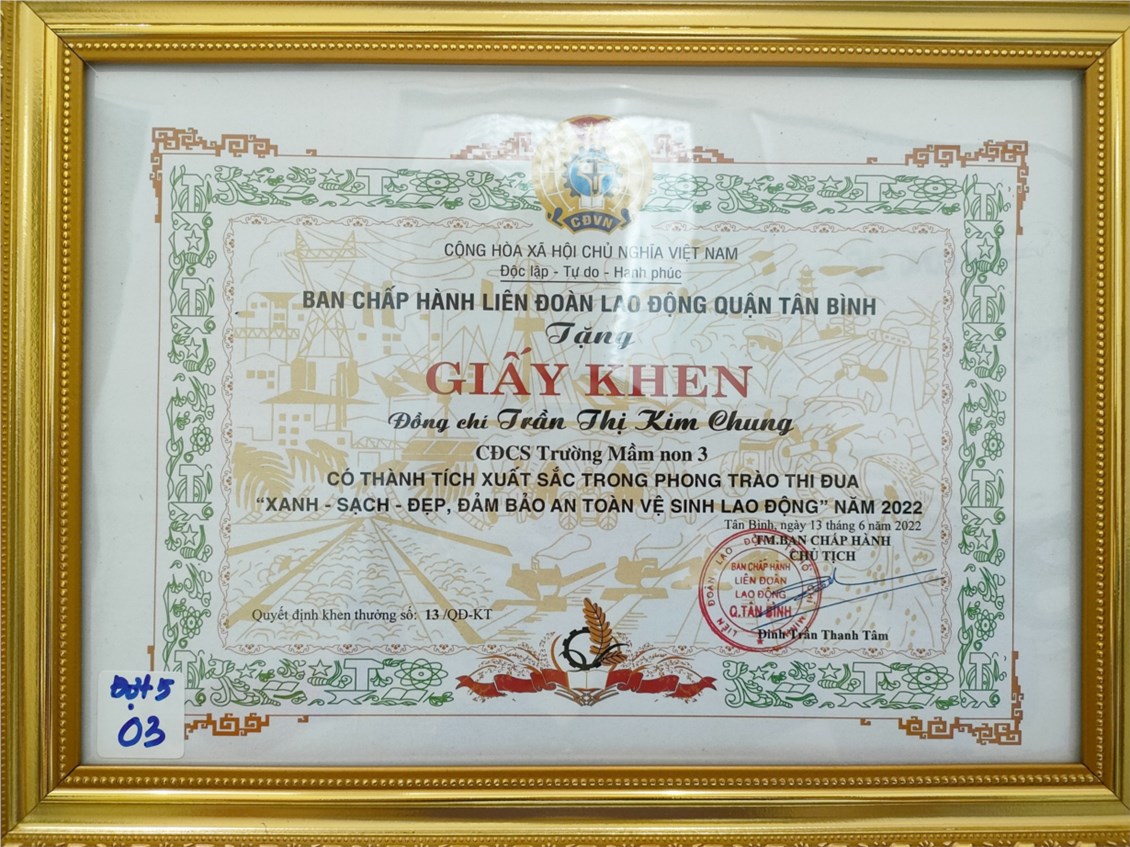 CĐVN
CỘNG HÒA XÃ HỘI CHỦ NGHĨA VIỆT NAM
Độc lập - Tự do - Hạnh phúc
BAN CHẤP HÀNH LIÊN ĐOÀN LAO ĐỘNG QUẬN TÂN BÌNH
Tặng
GIẤY KHEN
Đồng chí Trần Thị Kim Chung
CĐCS Trường Mầm non 3
CÓ THÀNH TÍCH XUẤT SẮC TRONG PHONG TRÀO THI ĐUA
“XANH - SẠCH - ĐẸP, ĐẢM BẢO AN TOÀN VỆ SINH LAO ĐỘNG” NĂM 2022
Tân Bình, ngày 13 tháng 6 năm 2022
TM.BAN CHẤP HÀNH
CHỦ TỊCH
BAN CHẤP HÀNH
LIÊN ĐOÀN
LAO ĐỘNG
Q.TÂN BÌNH
LIÊN ĐOÀN LAO ĐỘNG
Quyết định khen thưởng số: 13 /QĐ-KT
Đinh Trần Thanh Tâm
Đợt 5
03